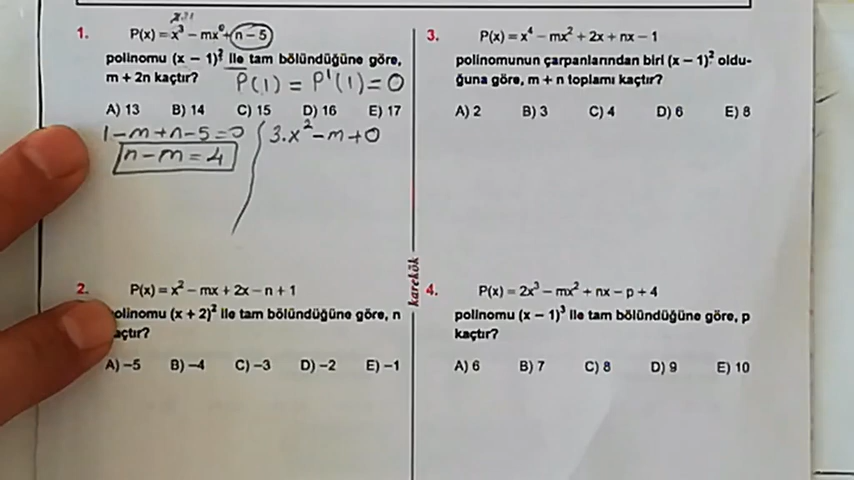 1. P(x) = x³ – mx + n – 5
polinomu (x – 1)² ile tam bölündüğüne göre,
m + 2n kaçtır?
P(1) = P'(1) = 0
A) 13 B) 14 C) 15 D) 16 E) 17
1 – m + n – 5 = 0
3.x² – m + 0
n – m = 4
2. P(x) = x² – mx + 2x – n + 1
olinomu (x + 2)² ile tam bölündüğüne göre, n
açtır?
A) –5 B) –4 C) –3 D) –2 E) –1
karekök
3. P(x) = x⁴ – mx² + 2x + nx – 1
polinomunun çarpanlarından biri (x – 1)² oldu-
ğuna göre, m + n toplamı kaçtır?
A) 2 B) 3 C) 4 D) 6 E) 8
4. P(x) = 2x³ – mx² + nx – p + 4
polinomu (x – 1)³ ile tam bölündüğüne göre, p
kaçtır?
A) 6 B) 7 C) 8 D) 9 E) 10